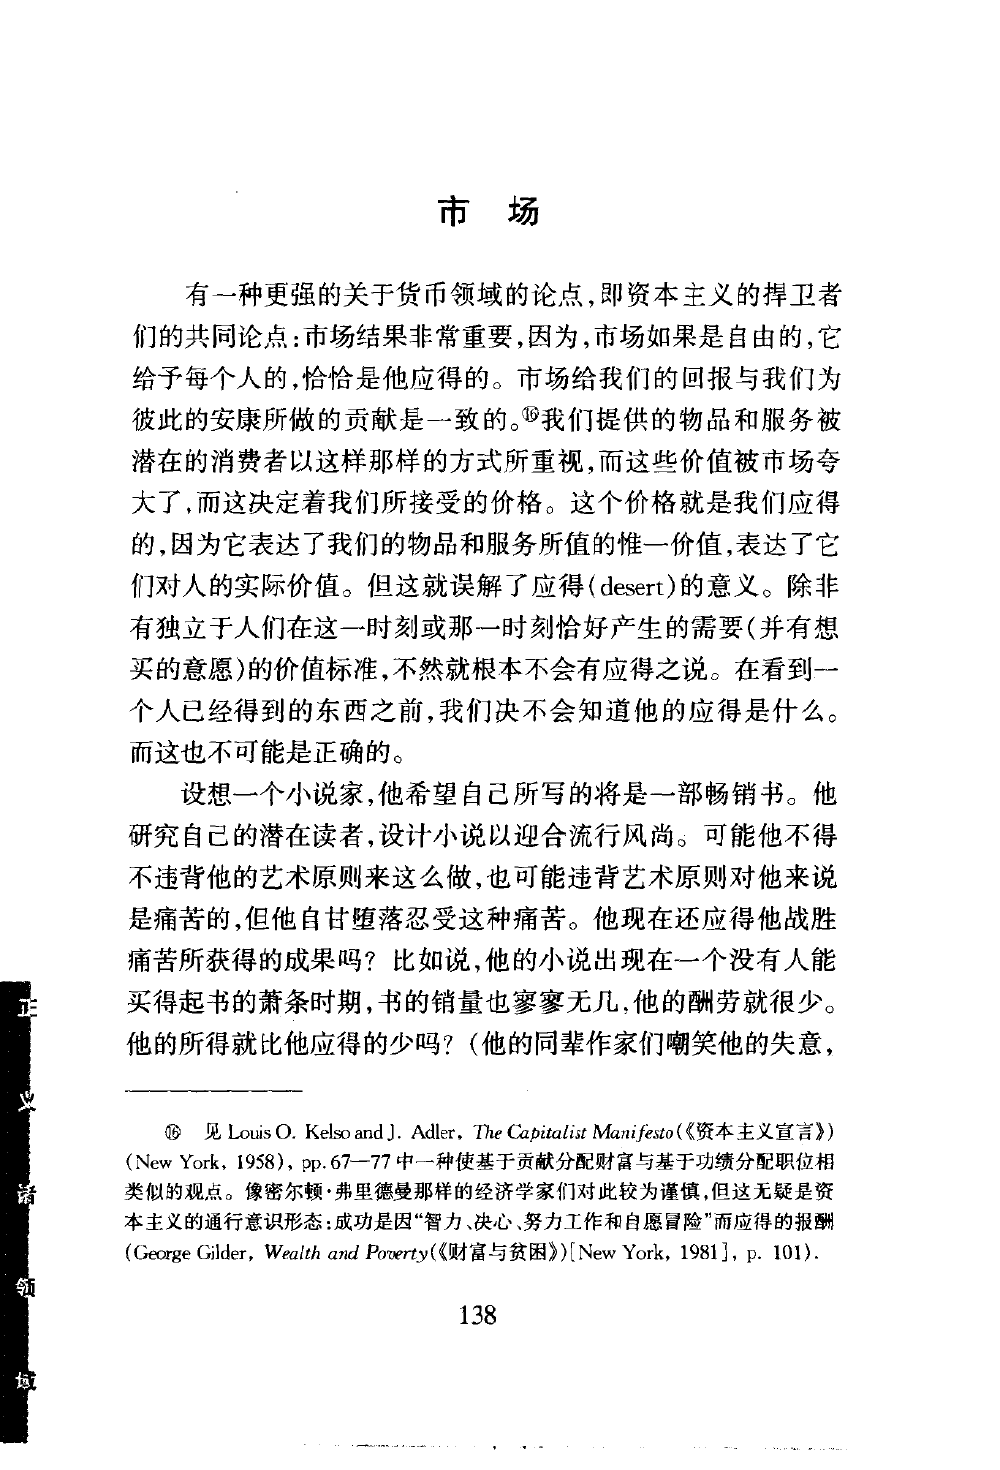 市 场
有一种更强的关于货币领域的论点,即资本主义的捍卫者
们的共同论点:市场结果非常重要,因为,市场如果是自由的,它
给予每个人的,恰恰是他应得的。市场给我们的回报与我们为
彼此的安康所做的贡献是一致的。⑯我们提供的物品和服务被
潜在的消费者以这样那样的方式所重视,而这些价值被市场夸
大了,而这决定着我们所接受的价格。这个价格就是我们应得
的,因为它表达了我们的物品和服务所值的惟一价值,表达了它
们对人的实际价值。但这就误解了应得(desert)的意义。除非
有独立于人们在这一时刻或那一时刻恰好产生的需要(并有想
买的意愿)的价值标准,不然就根本不会有应得之说。在看到一
个人已经得到的东西之前,我们决不会知道他的应得是什么。
而这也不可能是正确的。
设想一个小说家,他希望自己所写的将是一部畅销书。他
研究自己的潜在读者,设计小说以迎合流行风尚。可能他不得
不违背他的艺术原则来这么做,也可能违背艺术原则对他来说
是痛苦的,但他自甘堕落忍受这种痛苦。他现在还应得他战胜
痛苦所获得的成果吗？比如说,他的小说出现在一个没有人能
买得起书的萧条时期,书的销量也寥寥无几,他的酬劳就很少。
他的所得就比他应得的少吗？(他的同辈作家们嘲笑他的失意,
⑯ 见 Louis O. Kelso and J. Adler, The Capitalist Manifesto(《资本主义宣言》)
(New York, 1958), pp.67—77 中一种使基于贡献分配财富与基于功绩分配职位相
类似的观点。像密尔顿·弗里德曼那样的经济学家们对此较为谨慎,但这无疑是资
本主义的通行意识形态:成功是因“智力、决心、努力工作和自愿冒险”而应得的报酬
(George Gilder, Wealth and Poverty(《财富与贫困》)[New York, 1981], p. 101).
138
正
义
诸
领
域